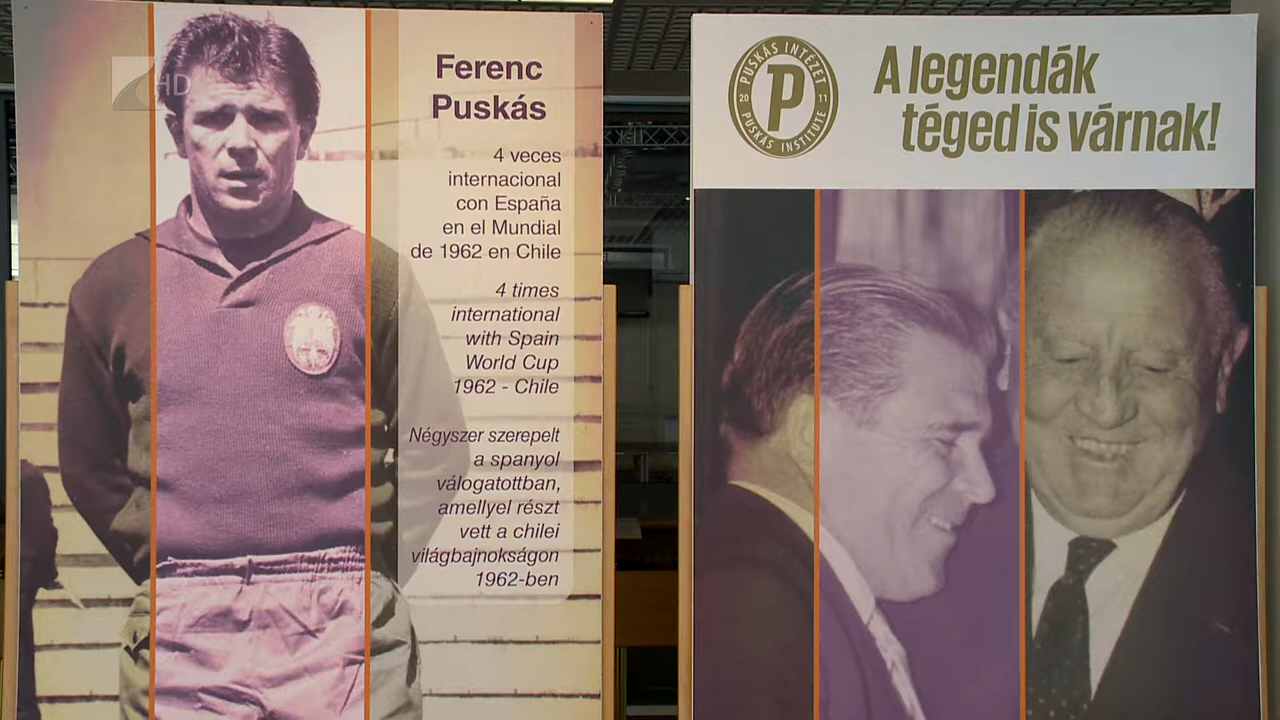 HD
Ferenc
Puskás
4 veces
internacional
con España
en el Mundial
de 1962 en Chile
4 times
international
with Spain
World Cup
1962 - Chile
Négyszer szerepelt
a spanyol
válogatottban,
amellyel részt
vett a chilei
világbajnokságon
1962-ben
PUSKÁS INTÉZET
20 P 11
PUSKÁS INSTITUTE
A legendák
téged is várnak!